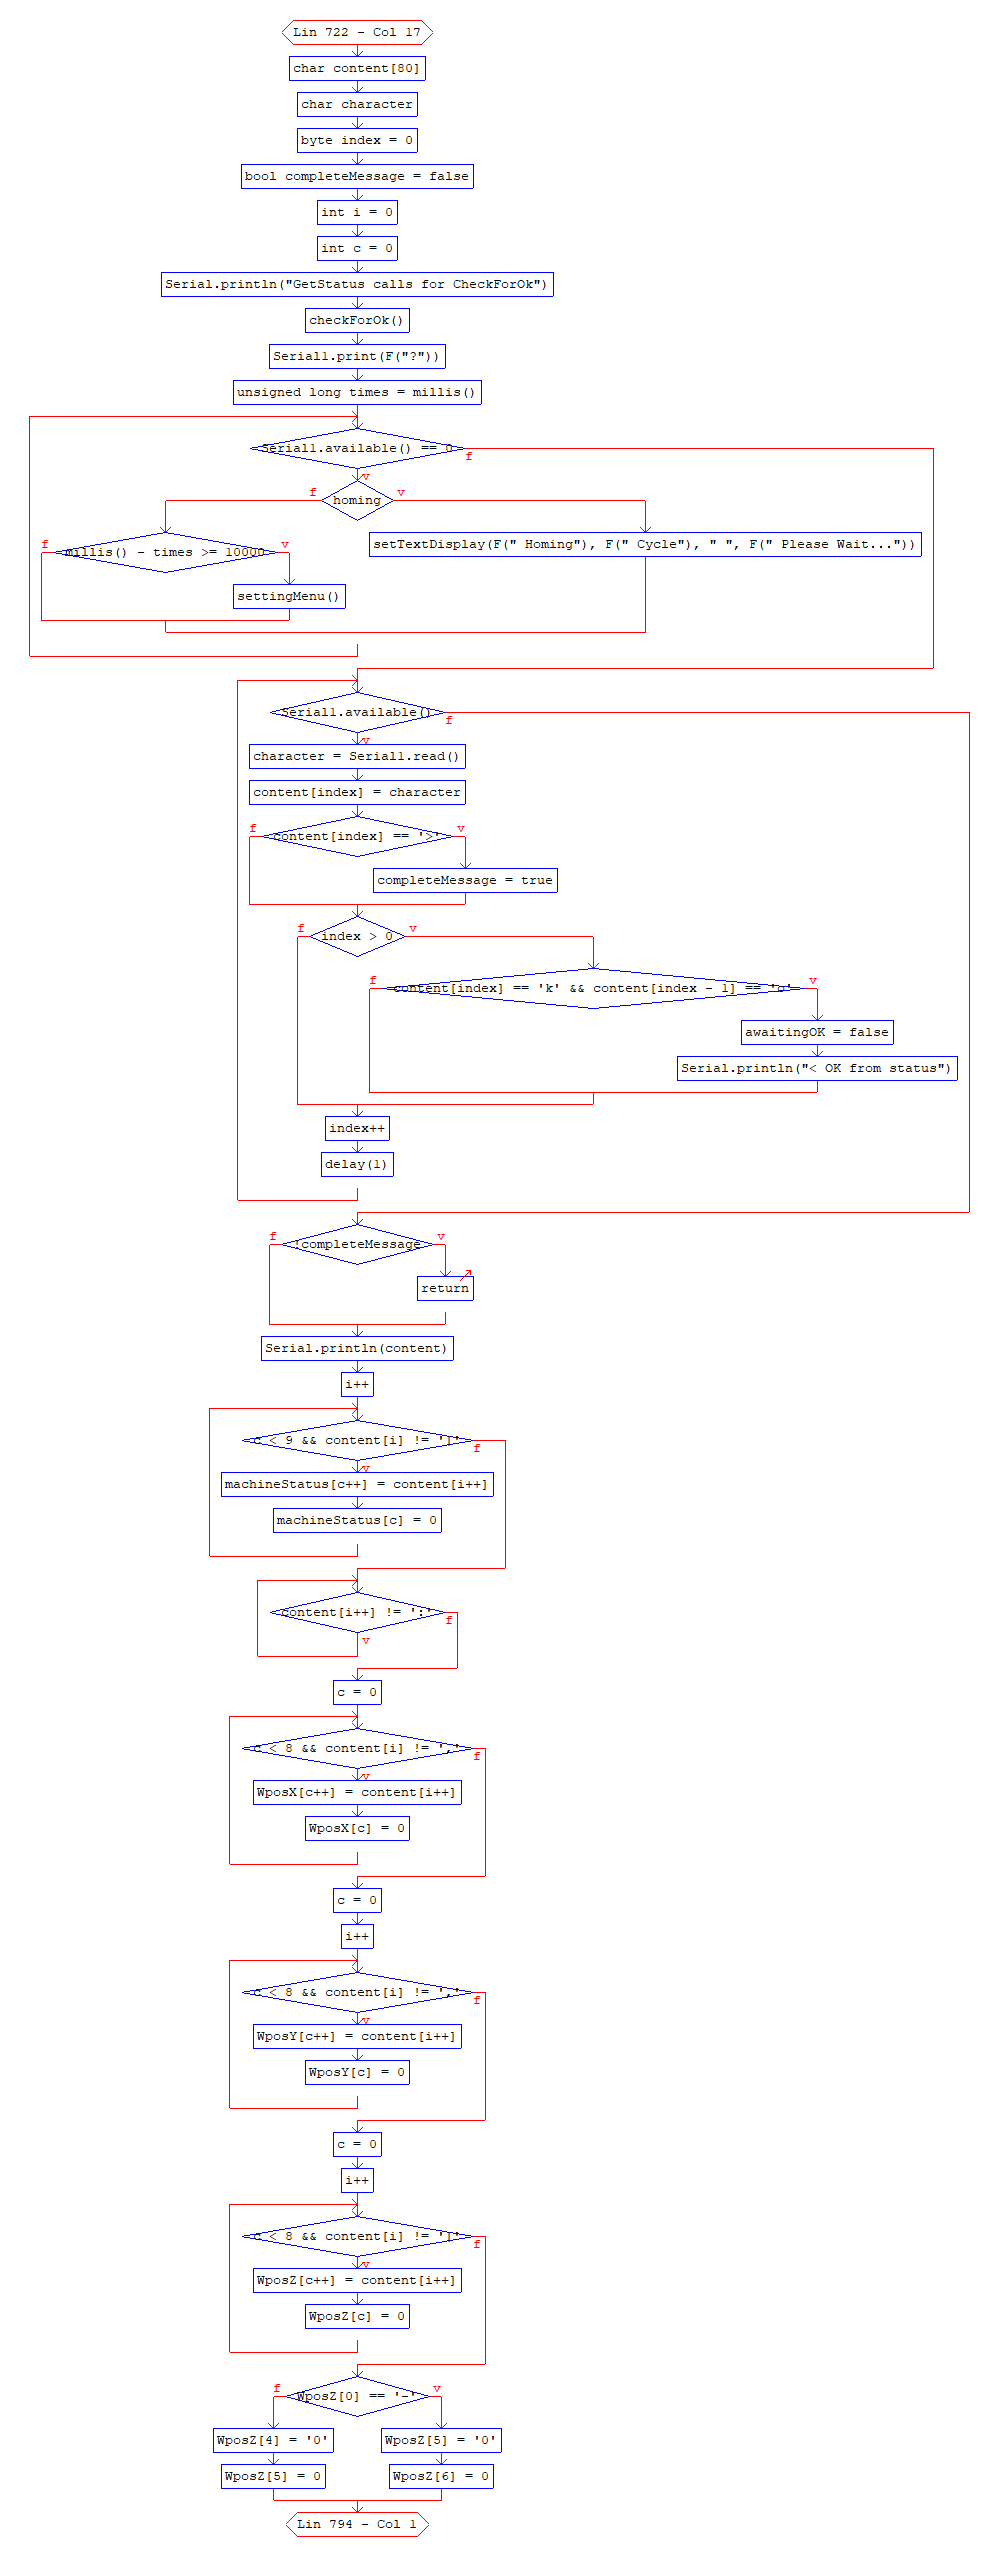 Lin 722 - Col 17
char content[80]
char character
byte index = 0
bool completeMessage = false
int i = 0
int c = 0
Serial.println("GetStatus calls for CheckForOk")
checkForOk()
Serial1.print(F("?"))
unsigned long times = millis()
Serial1.available() == 0
f
v
f
homing
v
f
millis() - times >= 10000
v
setTextDisplay(F(" Homing"), F(" Cycle"), " ", F(" Please Wait..."))
settingMenu()
Serial1.available()
f
v
character = Serial1.read()
content[index] = character
f
content[index] == '>'
v
completeMessage = true
f
index > 0
v
f
content[index] == 'k' && content[index - 1] == 'o'
v
awaitingOK = false
Serial.println("< OK from status")
index++
delay(1)
f
!completeMessage
v
return
Serial.println(content)
i++
c < 9 && content[i] != '|'
f
v
machineStatus[c++] = content[i++]
machineStatus[c] = 0
content[i++] != ':'
f
v
c = 0
c < 8 && content[i] != ','
f
v
WposX[c++] = content[i++]
WposX[c] = 0
c = 0
i++
c < 8 && content[i] != ','
f
v
WposY[c++] = content[i++]
WposY[c] = 0
c = 0
i++
c < 8 && content[i] != '|'
f
v
WposZ[c++] = content[i++]
WposZ[c] = 0
f
WposZ[0] == '-'
v
WposZ[4] = '0'
WposZ[5] = '0'
WposZ[5] = 0
WposZ[6] = 0
Lin 794 - Col 1